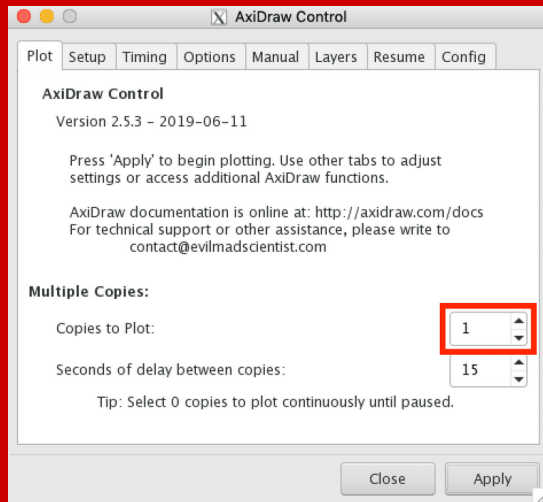 AxiDraw Control
Plot Setup Timing Options Manual Layers Resume Config
AxiDraw Control
Version 2.5.3 – 2019-06-11
Press 'Apply' to begin plotting. Use other tabs to adjust
settings or access additional AxiDraw functions.
AxiDraw documentation is online at: http://axidraw.com/docs
For technical support or other assistance, please write to
contact@evilmadscientist.com
Multiple Copies:
Copies to Plot: 1
Seconds of delay between copies: 15
Tip: Select 0 copies to plot continuously until paused.
Close Apply